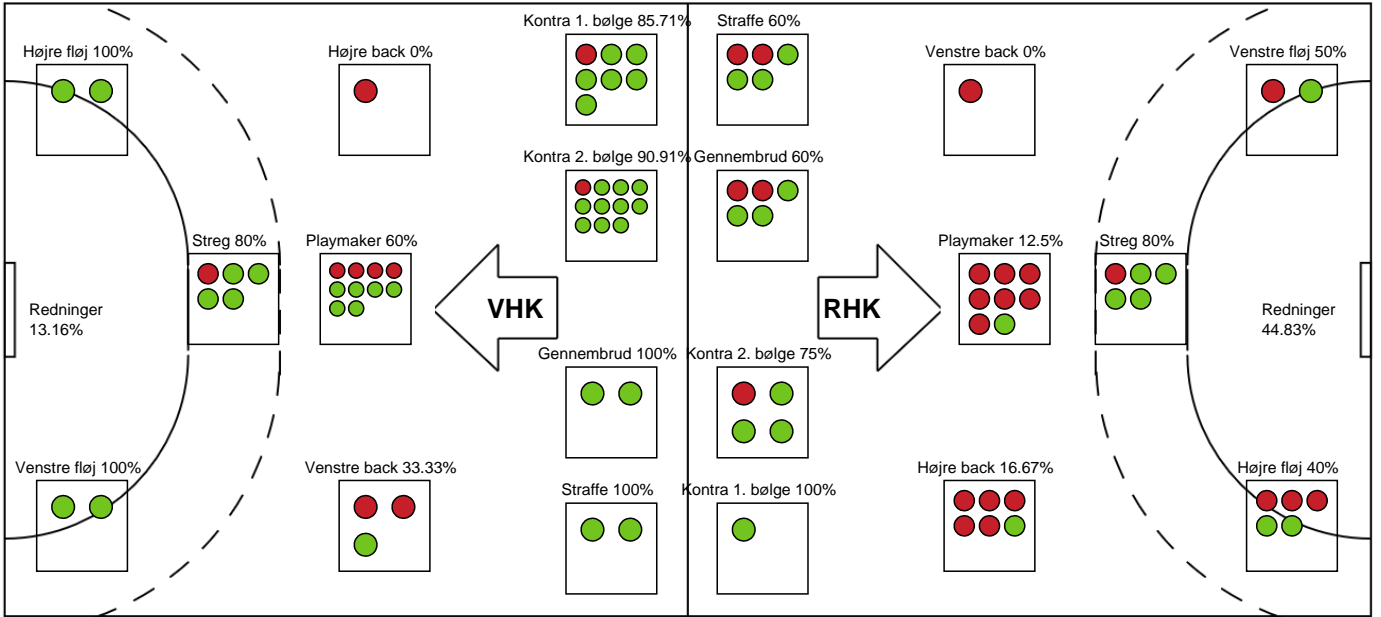 Kontra 1. bølge 85.71%
Straffe 60%
Højre fløj 100%
Højre back 0%
Venstre back 0%
Venstre fløj 50%
Kontra 2. bølge 90.91%
Gennembrud 60%
Streg 80%
Playmaker 60%
Playmaker 12.5%
Streg 80%
Redninger
13.16%
VHK
RHK
Redninger
44.83%
Gennembrud 100%
Kontra 2. bølge 75%
Venstre fløj 100%
Venstre back 33.33%
Højre back 16.67%
Højre fløj 40%
Straffe 100%
Kontra 1. bølge 100%